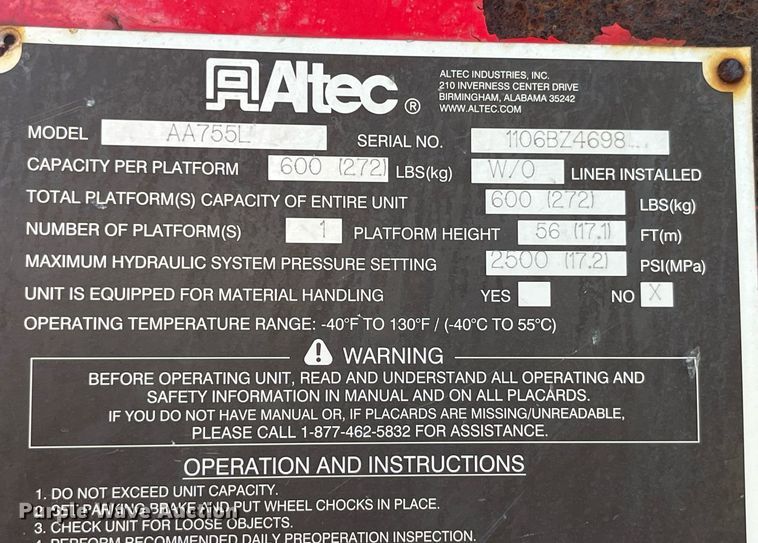 Altec ®
ALTEC INDUSTRIES, INC.
210 INVERNESS CENTER DRIVE
BIRMINGHAM, ALABAMA 35242
WWW.ALTEC.COM
MODEL AA755L SERIAL NO. 1106BZ4698
CAPACITY PER PLATFORM 600 (272) LBS(kg) W/O LINER INSTALLED
TOTAL PLATFORM(S) CAPACITY OF ENTIRE UNIT 600 (272) LBS(kg)
NUMBER OF PLATFORM(S) 1 PLATFORM HEIGHT 56 (17.1) FT(m)
MAXIMUM HYDRAULIC SYSTEM PRESSURE SETTING 2500 (17.2) PSI(MPa)
UNIT IS EQUIPPED FOR MATERIAL HANDLING YES NO X
OPERATING TEMPERATURE RANGE: -40°F TO 130°F / (-40°C TO 55°C)
WARNING
BEFORE OPERATING UNIT, READ AND UNDERSTAND ALL OPERATING AND
SAFETY INFORMATION IN MANUAL AND ON ALL PLACARDS.
IF YOU DO NOT HAVE MANUAL OR, IF PLACARDS ARE MISSING/UNREADABLE,
PLEASE CALL 1-877-462-5832 FOR ASSISTANCE.
OPERATION AND INSTRUCTIONS
1. DO NOT EXCEED UNIT CAPACITY.
2. SET PARKING BRAKE AND PUT WHEEL CHOCKS IN PLACE.
3. CHECK UNIT FOR LOOSE OBJECTS.
4. PERFORM RECOMMENDED DAILY PREOPERATION INSPECTION.
Purple Wave Auction